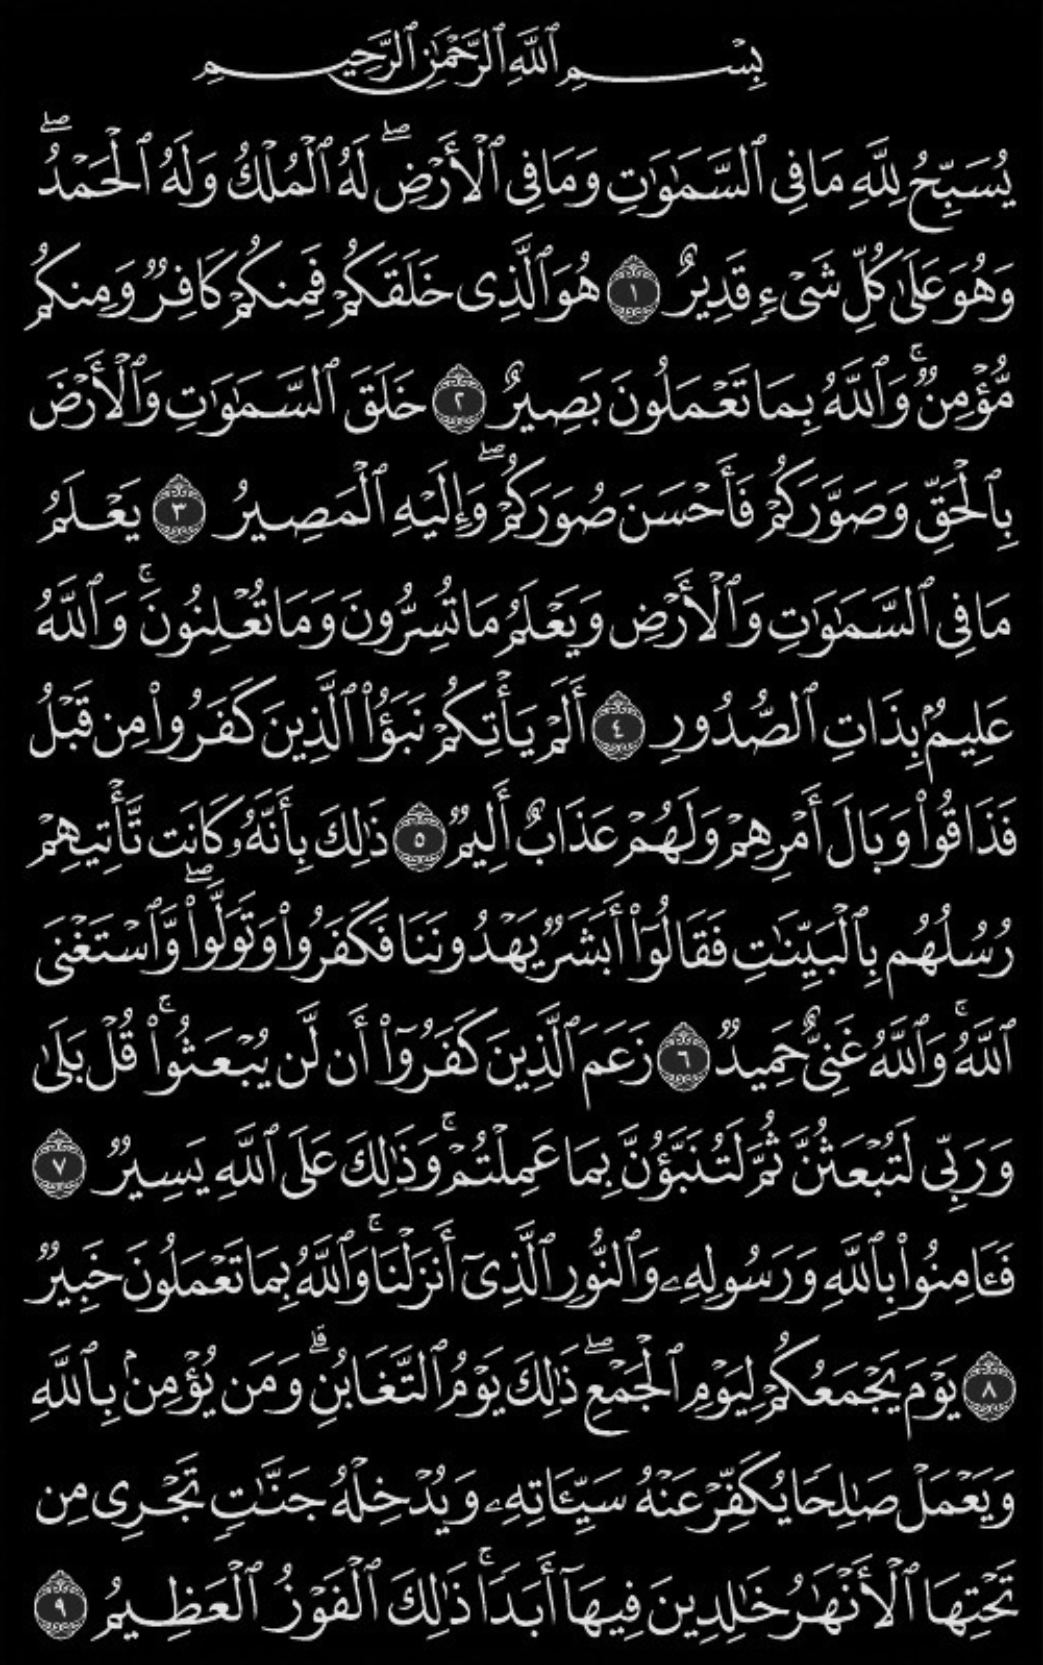 بِسْمِ ٱللَّهِ ٱلرَّحْمَٰنِ ٱلرَّحِيمِ
يُسَبِّحُ لِلَّهِ مَا فِى ٱلسَّمَٰوَٰتِ وَمَا فِى ٱلْأَرْضِ ۖ لَهُ ٱلْمُلْكُ وَلَهُ ٱلْحَمْدُ ۖ
وَهُوَ عَلَىٰ كُلِّ شَىْءٍ قَدِيرٌ ١ هُوَ ٱلَّذِى خَلَقَكُمْ فَمِنكُمْ كَافِرٌ وَمِنكُم
مُّؤْمِنٌ ۚ وَٱللَّهُ بِمَا تَعْمَلُونَ بَصِيرٌ ٢ خَلَقَ ٱلسَّمَٰوَٰتِ وَٱلْأَرْضَ
بِٱلْحَقِّ وَصَوَّرَكُمْ فَأَحْسَنَ صُوَرَكُمْ ۖ وَإِلَيْهِ ٱلْمَصِيرُ ٣ يَعْلَمُ
مَا فِى ٱلسَّمَٰوَٰتِ وَٱلْأَرْضِ وَيَعْلَمُ مَا تُسِرُّونَ وَمَا تُعْلِنُونَ ۚ وَٱللَّهُ
عَلِيمٌۢ بِذَاتِ ٱلصُّدُورِ ٤ أَلَمْ يَأْتِكُمْ نَبَؤُا۟ ٱلَّذِينَ كَفَرُوا۟ مِن قَبْلُ
فَذَاقُوا۟ وَبَالَ أَمْرِهِمْ وَلَهُمْ عَذَابٌ أَلِيمٌ ٥ ذَٰلِكَ بِأَنَّهُۥ كَانَت تَّأْتِيهِمْ
رُسُلُهُم بِٱلْبَيِّنَٰتِ فَقَالُوٓا۟ أَبَشَرٌ يَهْدُونَنَا فَكَفَرُوا۟ وَتَوَلَّوا۟ ۖ وَّٱسْتَغْنَى
ٱللَّهُ ۚ وَٱللَّهُ غَنِىٌّ حَمِيدٌ ٦ زَعَمَ ٱلَّذِينَ كَفَرُوٓا۟ أَن لَّن يُبْعَثُوا۟ ۚ قُلْ بَلَىٰ
وَرَبِّى لَتُبْعَثُنَّ ثُمَّ لَتُنَبَّؤُنَّ بِمَا عَمِلْتُمْ ۚ وَذَٰلِكَ عَلَى ٱللَّهِ يَسِيرٌ ٧
فَـَٔامِنُوا۟ بِٱللَّهِ وَرَسُولِهِۦ وَٱلنُّورِ ٱلَّذِىٓ أَنزَلْنَا ۚ وَٱللَّهُ بِمَا تَعْمَلُونَ خَبِيرٌ
٨ يَوْمَ يَجْمَعُكُمْ لِيَوْمِ ٱلْجَمْعِ ۖ ذَٰلِكَ يَوْمُ ٱلتَّغَابُنِ ۗ وَمَن يُؤْمِنۢ بِٱللَّهِ
وَيَعْمَلْ صَٰلِحًا يُكَفِّرْ عَنْهُ سَيِّـَٔاتِهِۦ وَيُدْخِلْهُ جَنَّٰتٍ تَجْرِى مِن
تَحْتِهَا ٱلْأَنْهَٰرُ خَٰلِدِينَ فِيهَآ أَبَدًا ۚ ذَٰلِكَ ٱلْفَوْزُ ٱلْعَظِيمُ ٩